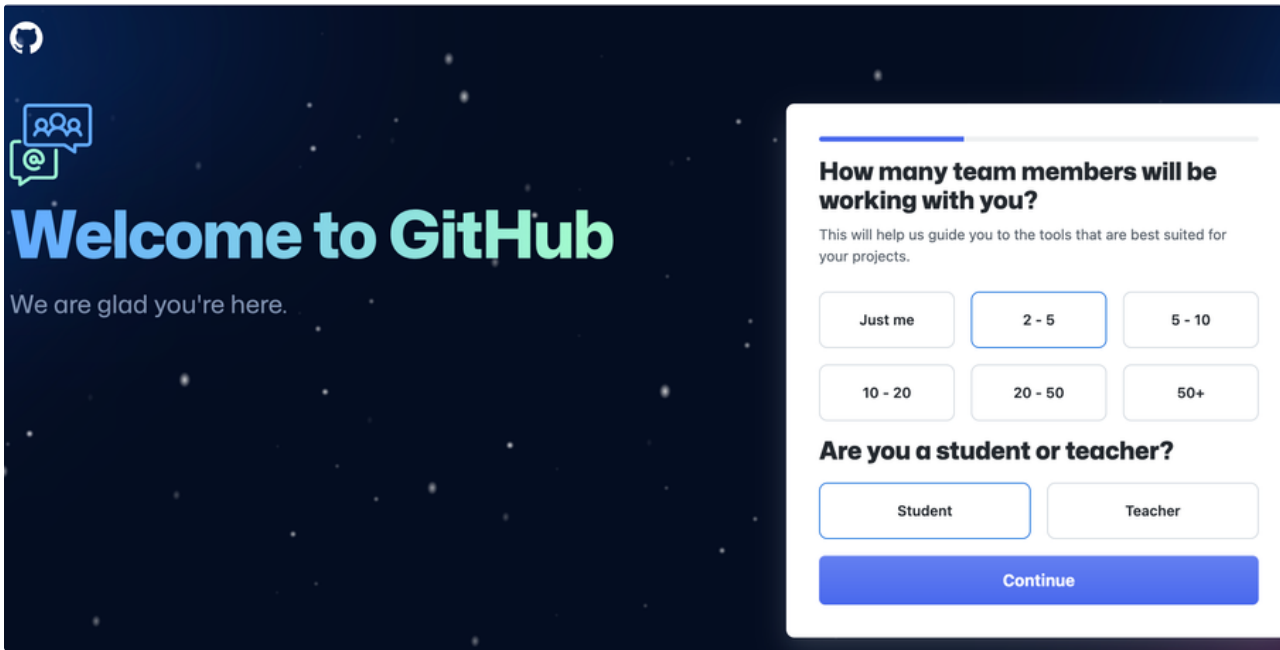 @
Welcome to GitHub
We are glad you're here.
How many team members will be
working with you?
This will help us guide you to the tools that are best suited for
your projects.
Just me
2 - 5
5 - 10
10 - 20
20 - 50
50+
Are you a student or teacher?
Student
Teacher
Continue